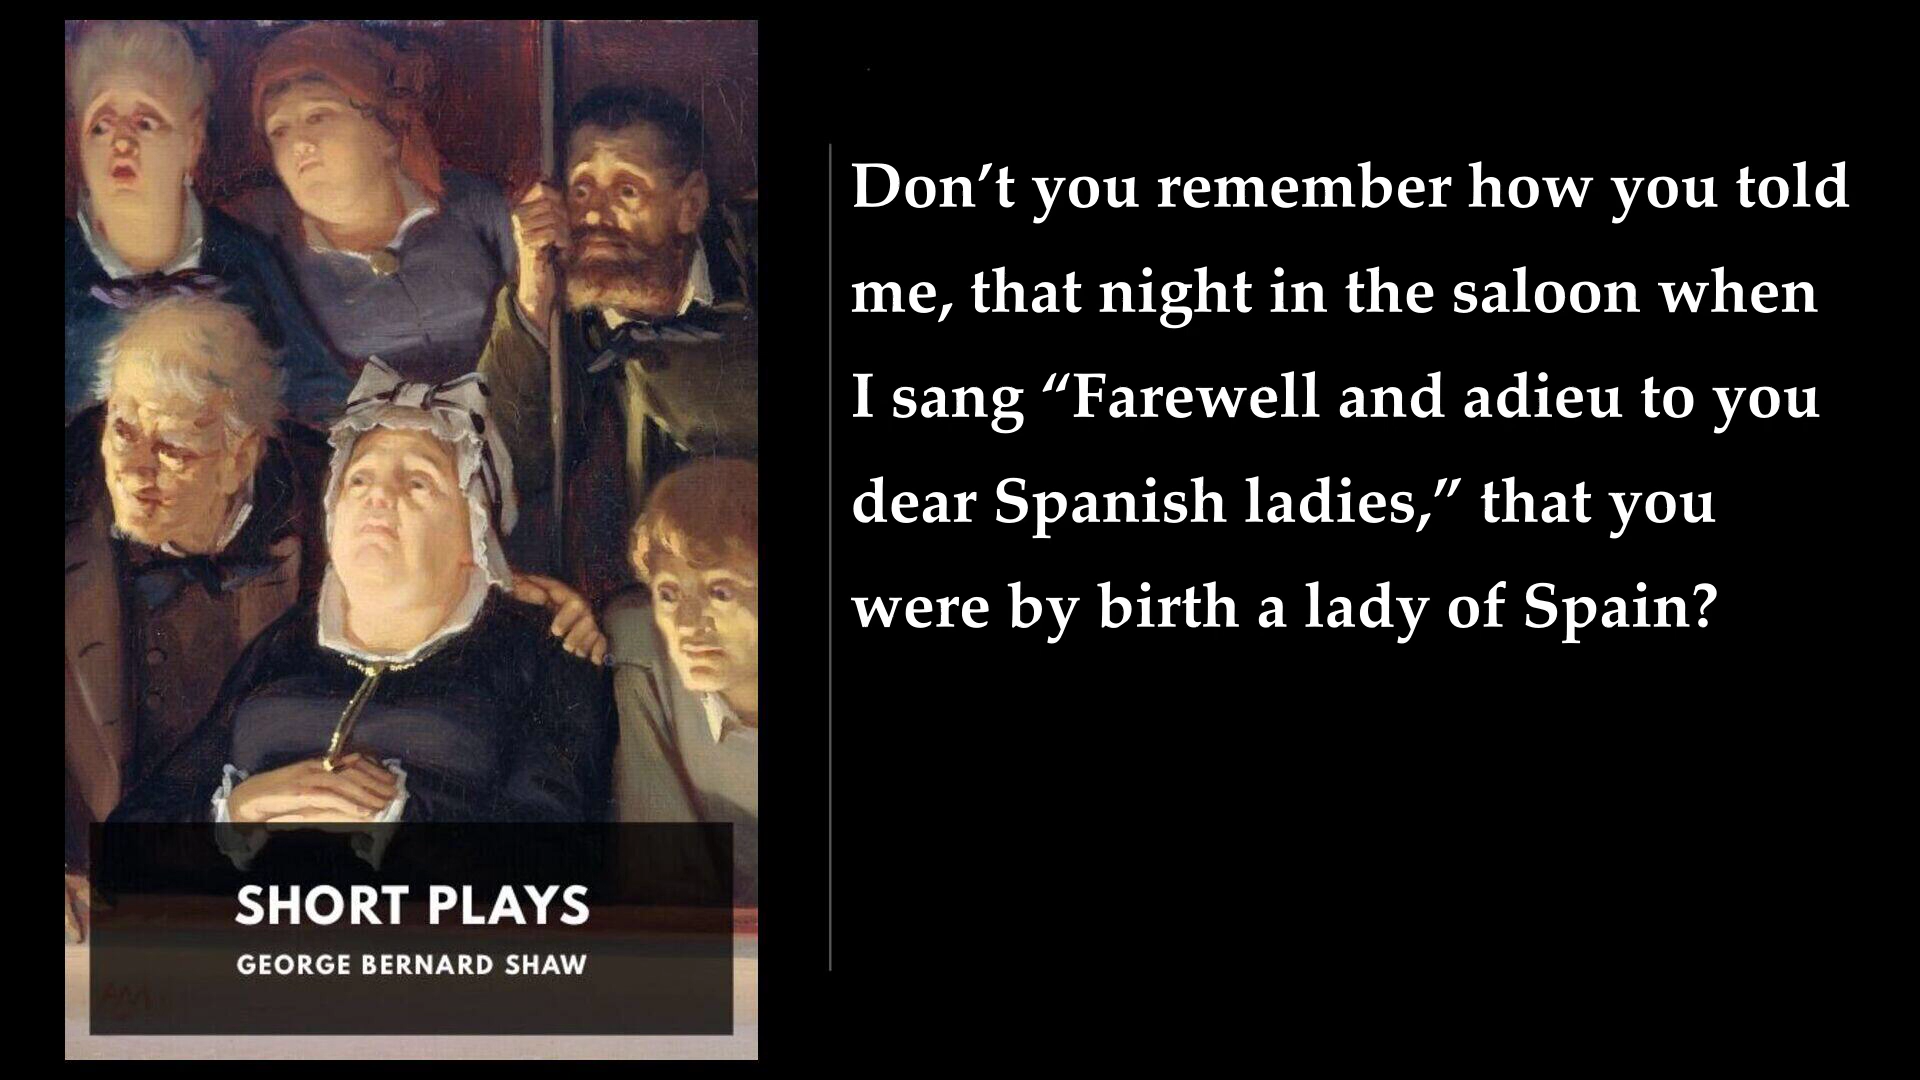 SHORT PLAYS
GEORGE BERNARD SHAW
Don’t you remember how you told
me, that night in the saloon when
I sang “Farewell and adieu to you
dear Spanish ladies,” that you
were by birth a lady of Spain?